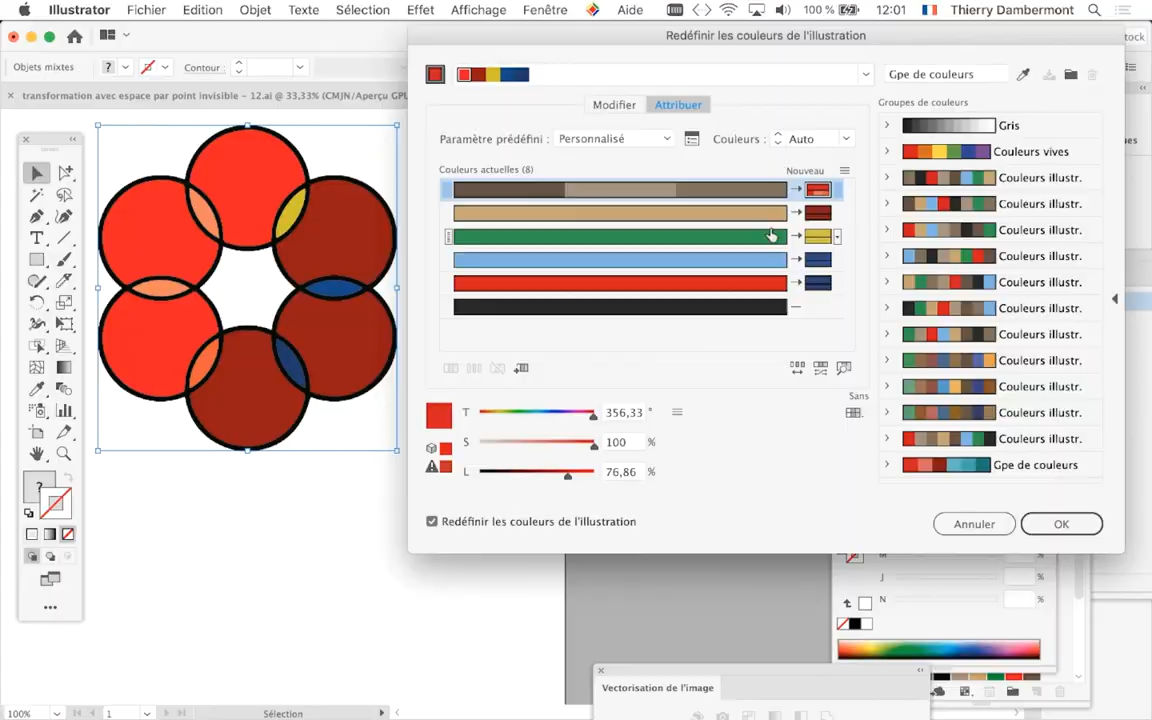 Illustrator Fichier Edition Objet Texte Sélection Effet Affichage Fenêtre Aide 100 % 12:01 Thierry Dambermont
Redéfinir les couleurs de l'illustration
tock
Objets mixtes ? Contour :
Gpe de couleurs
transformation avec espace par point invisible - 12.ai @ 33,33% (CMJN/Aperçu GPU
Modifier Attribuer
Groupes de couleurs
Gris
Paramètre prédéfini : Personnalisé Couleurs : Auto
Couleurs vives
Couleurs actuelles (8) Nouveau
Couleurs illustr.
Couleurs illustr.
Couleurs illustr.
Couleurs illustr.
Couleurs illustr.
Couleurs illustr.
Couleurs illustr.
Couleurs illustr.
Couleurs illustr.
Couleurs illustr.
Couleurs illustr.
Gpe de couleurs
Sans
T 356,33 °
S 100 %
L 76,86 %
?
Redéfinir les couleurs de l'illustration
Annuler OK
M %
J %
N %
Vectorisation de l'image
100% 1 Sélection